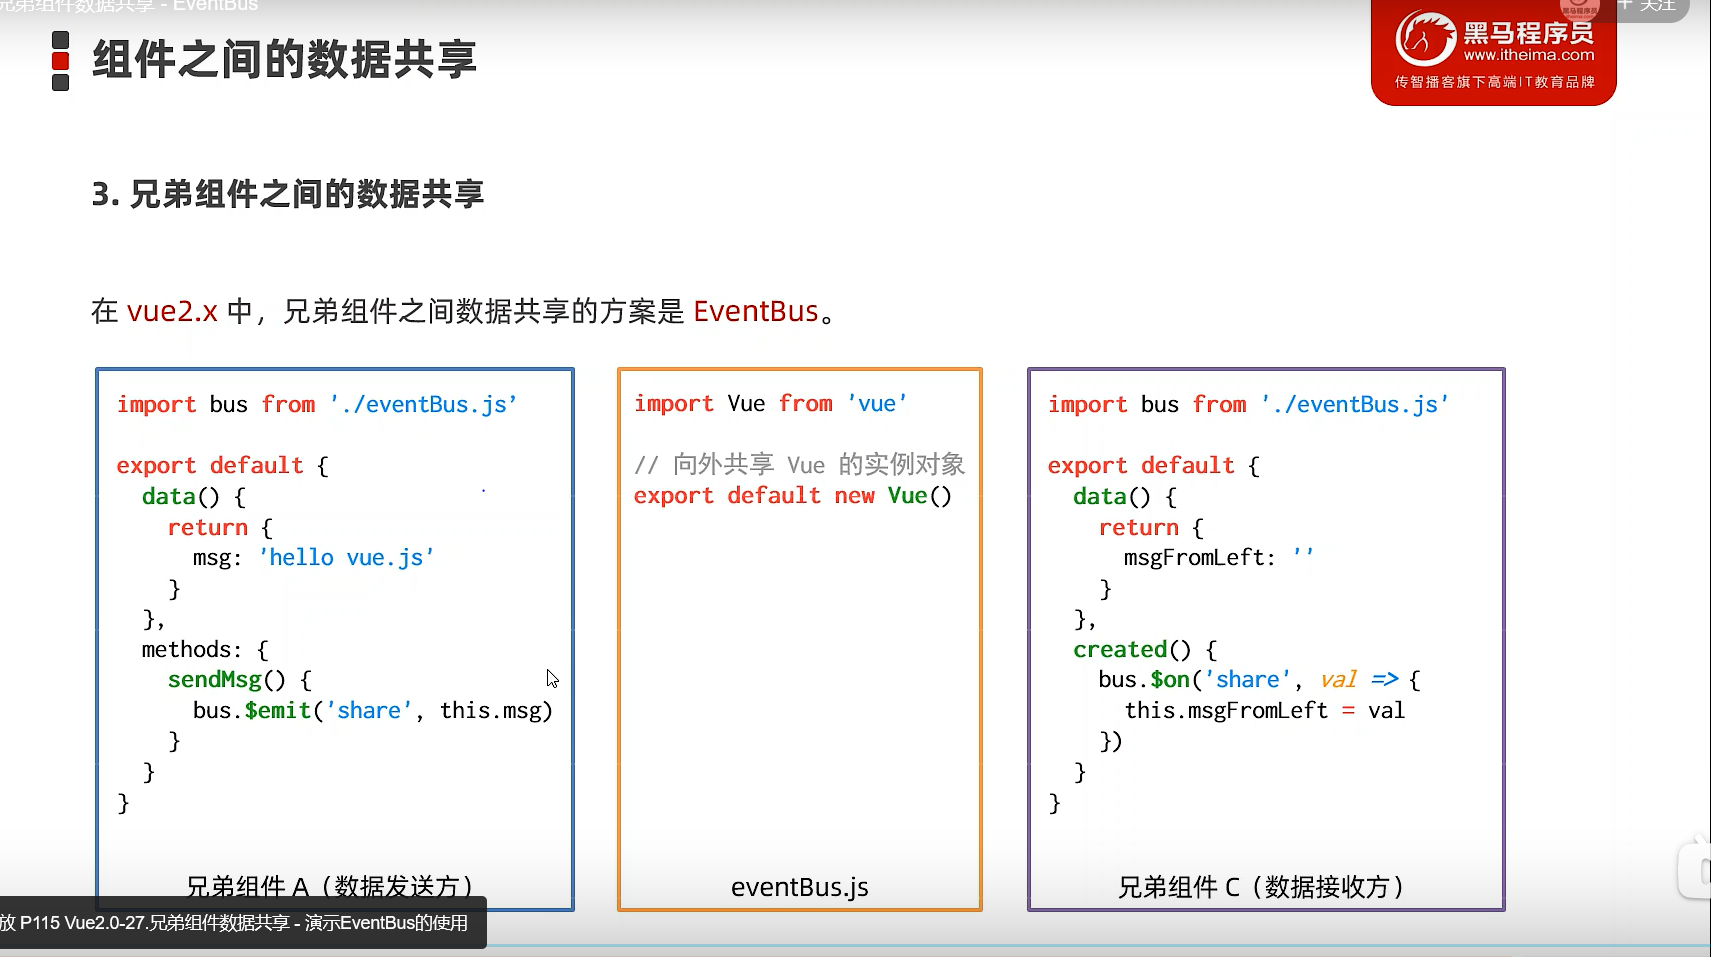 兄弟组件数据共享 - EventBus
+ 关注
组件之间的数据共享
黑马程序员
www.itheima.com
传智播客旗下高端IT教育品牌
3. 兄弟组件之间的数据共享
在 vue2.x 中，兄弟组件之间数据共享的方案是 EventBus。
import bus from './eventBus.js’
export default {
data() {
return {
msg: 'hello vue.js'
}
},
methods: {
sendMsg() {
bus.$emit('share', this.msg)
}
}
}
兄弟组件 A（数据发送方）
import Vue from 'vue'
// 向外共享 Vue 的实例对象
export default new Vue()
eventBus.js
import bus from './eventBus.js'
export default {
data() {
return {
msgFromLeft: ''
}
},
created() {
bus.$on('share', val => {
this.msgFromLeft = val
})
}
}
兄弟组件 C（数据接收方）
放 P115 Vue2.0-27.兄弟组件数据共享 - 演示EventBus的使用